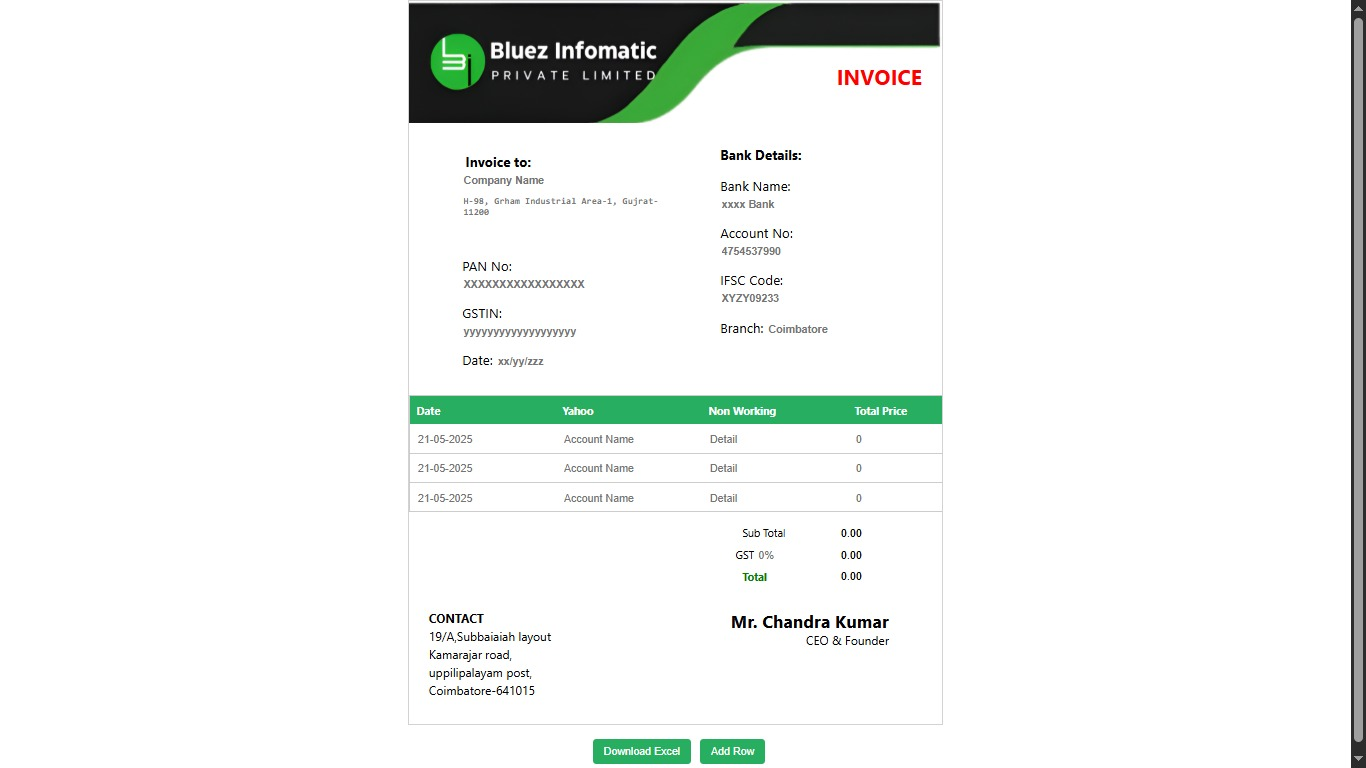 Bluez Infomatic
PRIVATE LIMITED
INVOICE
Invoice to:
Company Name
H-98, Grham Industrial Area-1, Gujrat-
11200
PAN No:
XXXXXXXXXXXXXXXXX
GSTIN:
yyyyyyyyyyyyyyyyyyy
Date: xx/yy/zzz
Bank Details:
Bank Name:
xxxx Bank
Account No:
4754537990
IFSC Code:
XYZY09233
Branch: Coimbatore
Date Yahoo Non Working Total Price
21-05-2025 Account Name Detail 0
21-05-2025 Account Name Detail 0
21-05-2025 Account Name Detail 0
Sub Total 0.00
GST 0% 0.00
Total 0.00
CONTACT
19/A,Subbaiaiah layout
Kamarajar road,
uppilipalayam post,
Coimbatore-641015
Mr. Chandra Kumar
CEO & Founder
Download Excel Add Row